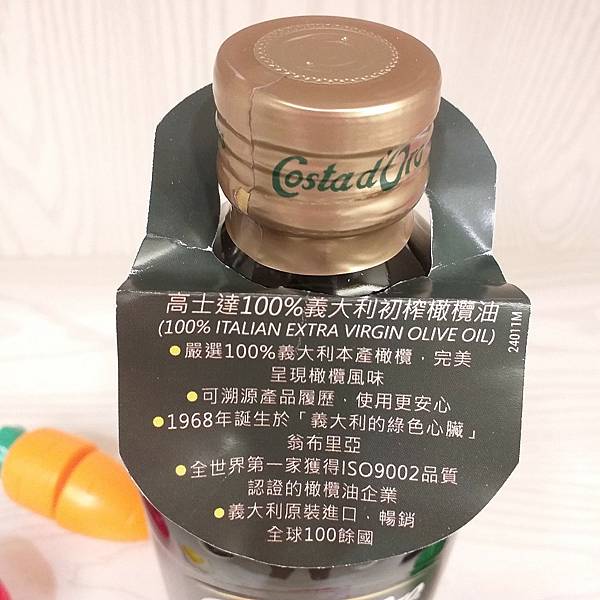 Costa d'Oro
高士達100%義大利初榨橄欖油
(100% ITALIAN EXTRA VIRGIN OLIVE OIL)
24011M
●嚴選100%義大利本產橄欖，完美
呈現橄欖風味
●可溯源產品履歷，使用更安心
●1968年誕生於「義大利的綠色心臟」
翁布里亞
●全世界第一家獲得ISO9002品質
認證的橄欖油企業
●義大利原裝進口、暢銷
全球100餘國